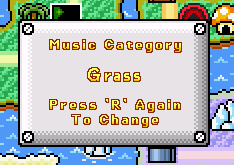 Music Category
Grass
Press 'R' Again
To Change